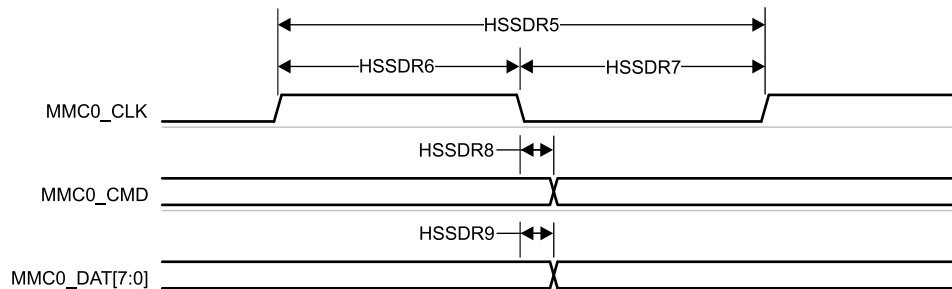 HSSDR5
HSSDR6 HSSDR7
MMC0_CLK
HSSDR8
MMC0_CMD
HSSDR9
MMC0_DAT[7:0]